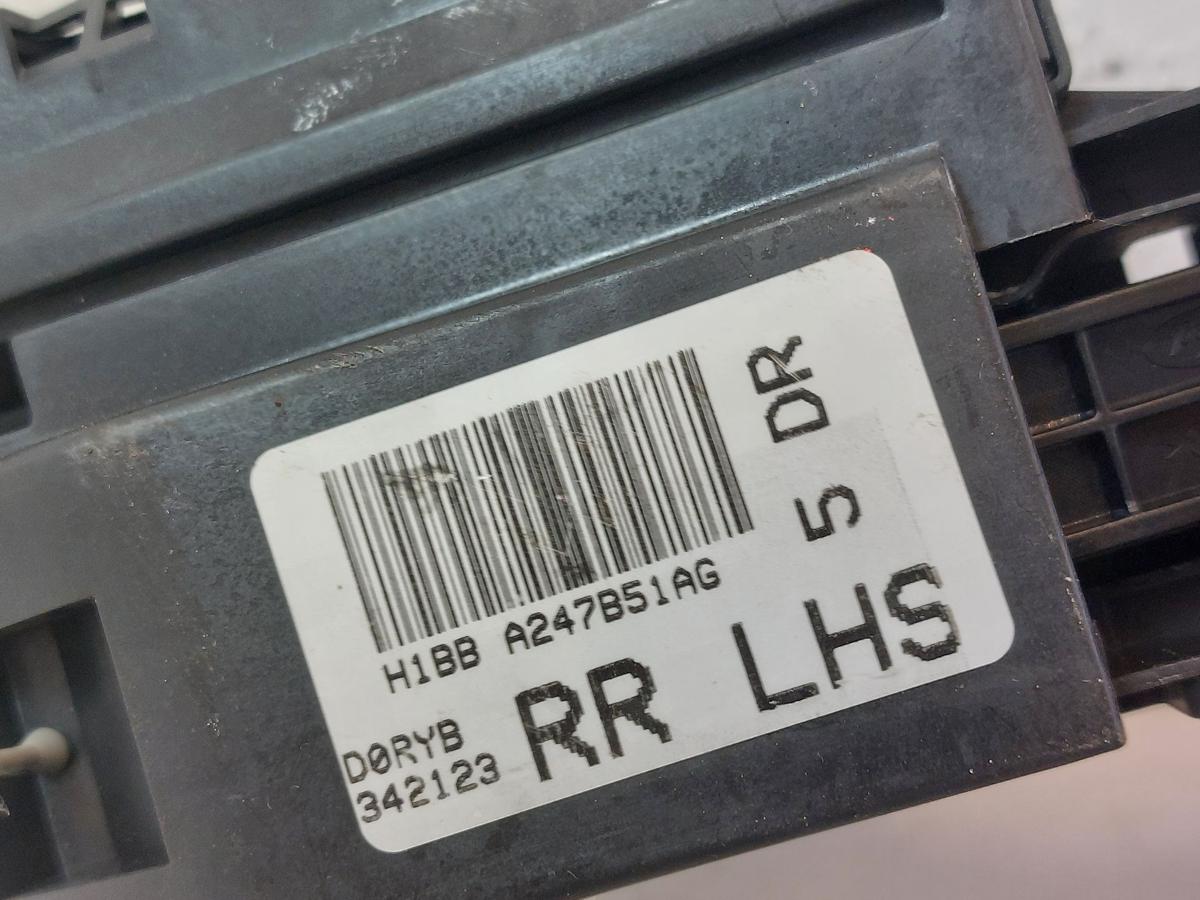 5 DR
H1BB A247B51AG
D0RYB
342123
RR LHS